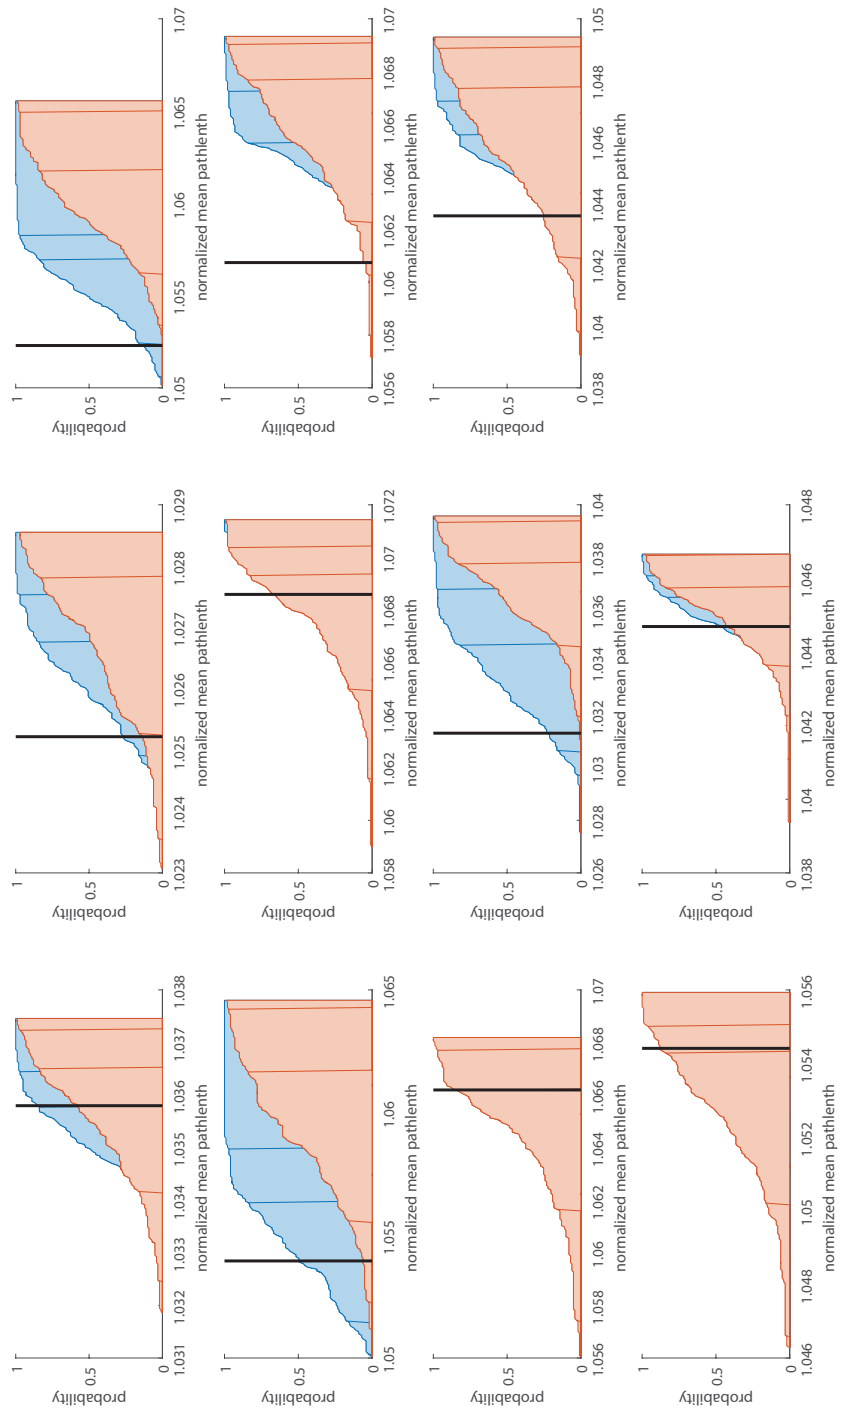 probability
1
0.5
0
1.031 1.032 1.033 1.034 1.035 1.036 1.037 1.038
normalized mean pathlenth
probability
1
0.5
0
1.023 1.024 1.025 1.026 1.027 1.028 1.029
normalized mean pathlenth
probability
1
0.5
0
1.05 1.055 1.06 1.065 1.07
normalized mean pathlenth
probability
1
0.5
0
1.05 1.055 1.06 1.065
normalized mean pathlenth
probability
1
0.5
0
1.058 1.06 1.062 1.064 1.066 1.068 1.07 1.072
normalized mean pathlenth
probability
1
0.5
0
1.056 1.058 1.06 1.062 1.064 1.066 1.068 1.07
normalized mean pathlenth
probability
1
0.5
0
1.056 1.058 1.06 1.062 1.064 1.066 1.068 1.07
normalized mean pathlenth
probability
1
0.5
0
1.026 1.028 1.03 1.032 1.034 1.036 1.038 1.04
normalized mean pathlenth
probability
1
0.5
0
1.038 1.04 1.042 1.044 1.046 1.048 1.05
normalized mean pathlenth
probability
1
0.5
0
1.046 1.048 1.05 1.052 1.054 1.056
normalized mean pathlenth
probability
1
0.5
0
1.038 1.04 1.042 1.044 1.046 1.048
normalized mean pathlenth